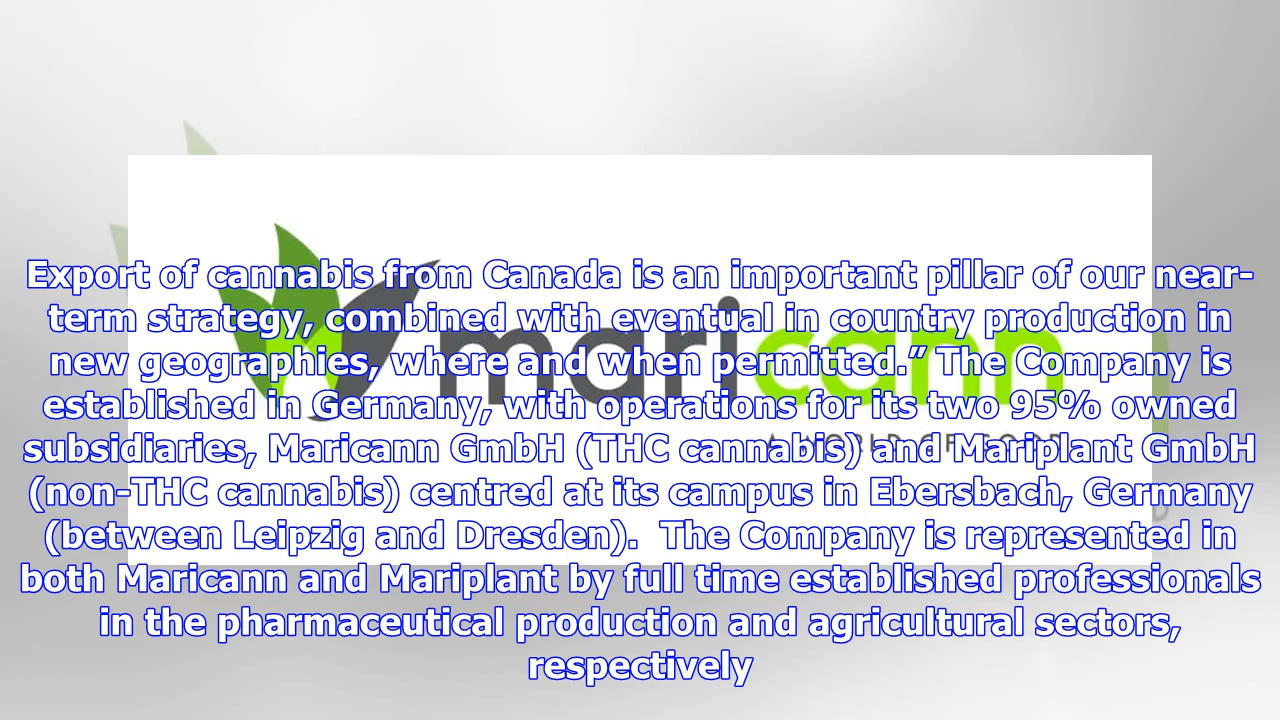 Export of cannabis from Canada is an important pillar of our near-
term strategy, combined with eventual in country production in
new geographies, where and when permitted.” The Company is
established in Germany, with operations for its two 95% owned
subsidiaries, Maricann GmbH (THC cannabis) and Mariplant GmbH
(non-THC cannabis) centred at its campus in Ebersbach, Germany
(between Leipzig and Dresden).  The Company is represented in
both Maricann and Mariplant by full time established professionals
in the pharmaceutical production and agricultural sectors,
respectively
maricann